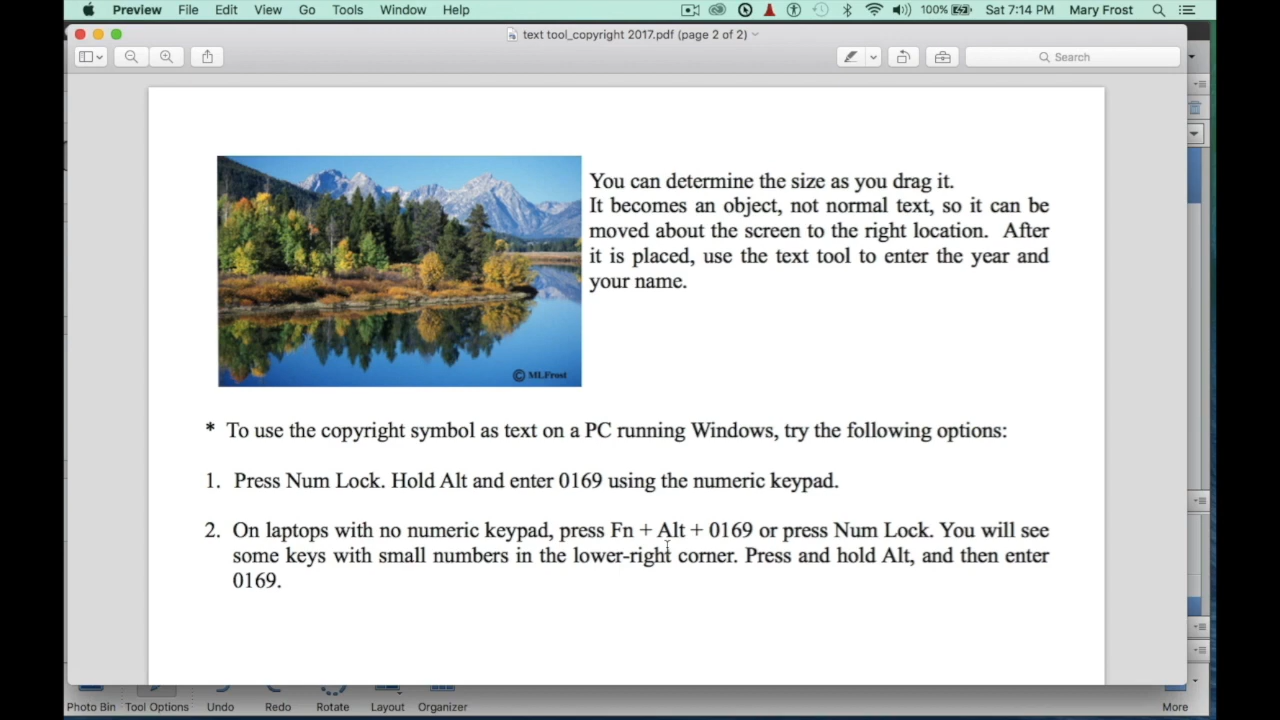 Preview File Edit View Go Tools Window Help 100% Sat 7:14 PM Mary Frost
text tool_copyright 2017.pdf (page 2 of 2)
Search
You can determine the size as you drag it.
It becomes an object, not normal text, so it can be
moved about the screen to the right location. After
it is placed, use the text tool to enter the year and
your name.
© MLFrost
* To use the copyright symbol as text on a PC running Windows, try the following options:
1. Press Num Lock. Hold Alt and enter 0169 using the numeric keypad.
2. On laptops with no numeric keypad, press Fn + Alt + 0169 or press Num Lock. You will see
some keys with small numbers in the lower-right corner. Press and hold Alt, and then enter
0169.
Photo Bin Tool Options Undo Redo Rotate Layout Organizer More